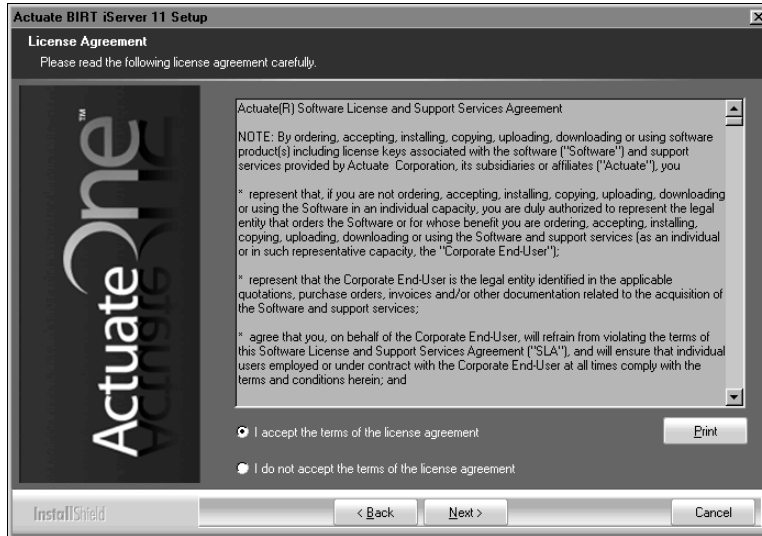 Actuate BIRT iServer 11 Setup
License Agreement
Please read the following license agreement carefully.
ActuateOne™
Actuate(R) Software License and Support Services Agreement
NOTE: By ordering, accepting, installing, copying, uploading, downloading or using software
product(s) including license keys associated with the software ("Software") and support
services provided by Actuate Corporation, its subsidiaries or affiliates ("Actuate"), you
* represent that, if you are not ordering, accepting, installing, copying, uploading, downloading
or using the Software in an individual capacity, you are duly authorized to represent the legal
entity that orders the Software or for whose benefit you are ordering, accepting, installing,
copying, uploading, downloading or using the Software and support services (as an individual
or in such representative capacity, the "Corporate End-User");
* represent that the Corporate End-User is the legal entity identified in the applicable
quotations, purchase orders, invoices and/or other documentation related to the acquisition of
the Software and support services;
* agree that you, on behalf of the Corporate End-User, will refrain from violating the terms of
this Software License and Support Services Agreement ("SLA"), and will ensure that individual
users employed or under contract with the Corporate End-User at all times comply with the
terms and conditions herein; and
I accept the terms of the license agreement
Print
I do not accept the terms of the license agreement
InstallShield
< Back
Next >
Cancel